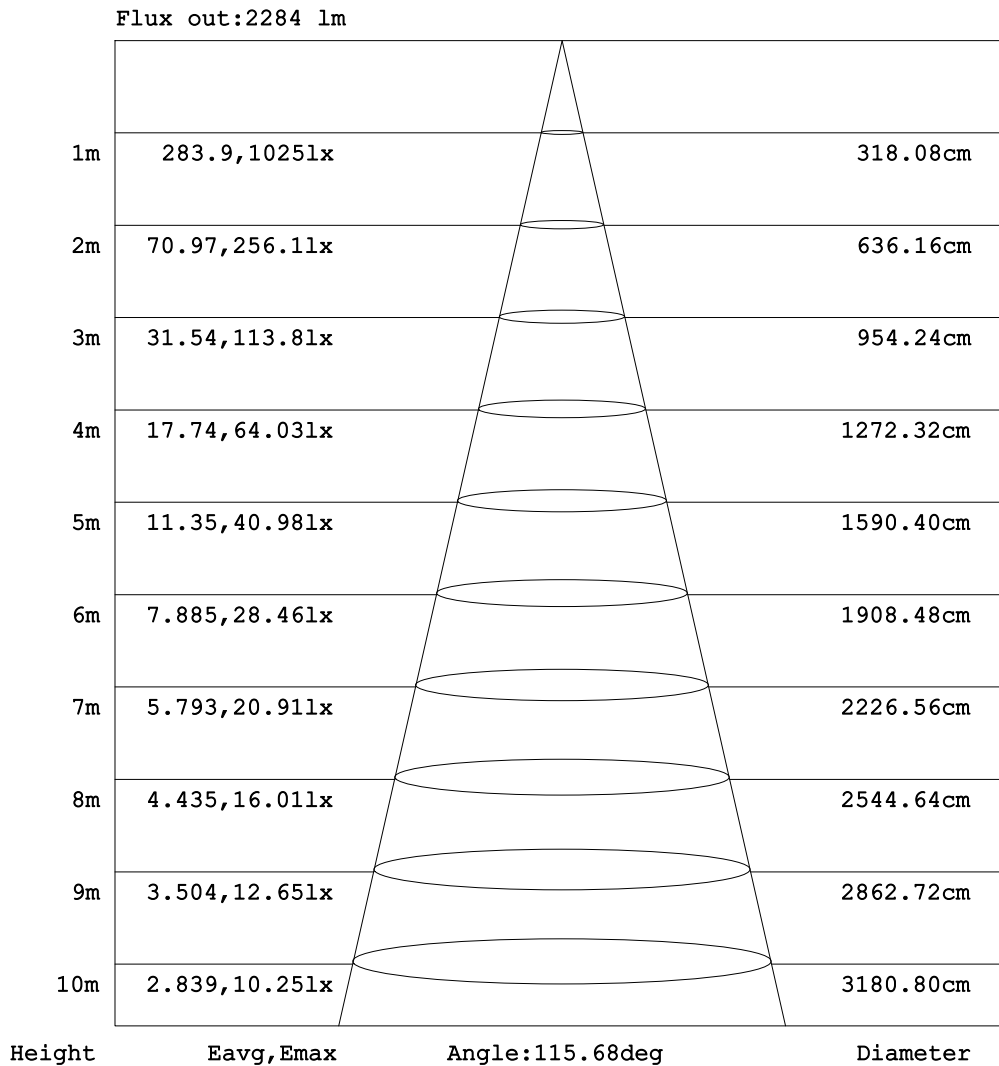 Flux out:2284 lm
1m 283.9,1025lx 318.08cm
2m 70.97,256.1lx 636.16cm
3m 31.54,113.8lx 954.24cm
4m 17.74,64.03lx 1272.32cm
5m 11.35,40.98lx 1590.40cm
6m 7.885,28.46lx 1908.48cm
7m 5.793,20.91lx 2226.56cm
8m 4.435,16.01lx 2544.64cm
9m 3.504,12.65lx 2862.72cm
10m 2.839,10.25lx 3180.80cm
Height Eavg,Emax Angle:115.68deg Diameter